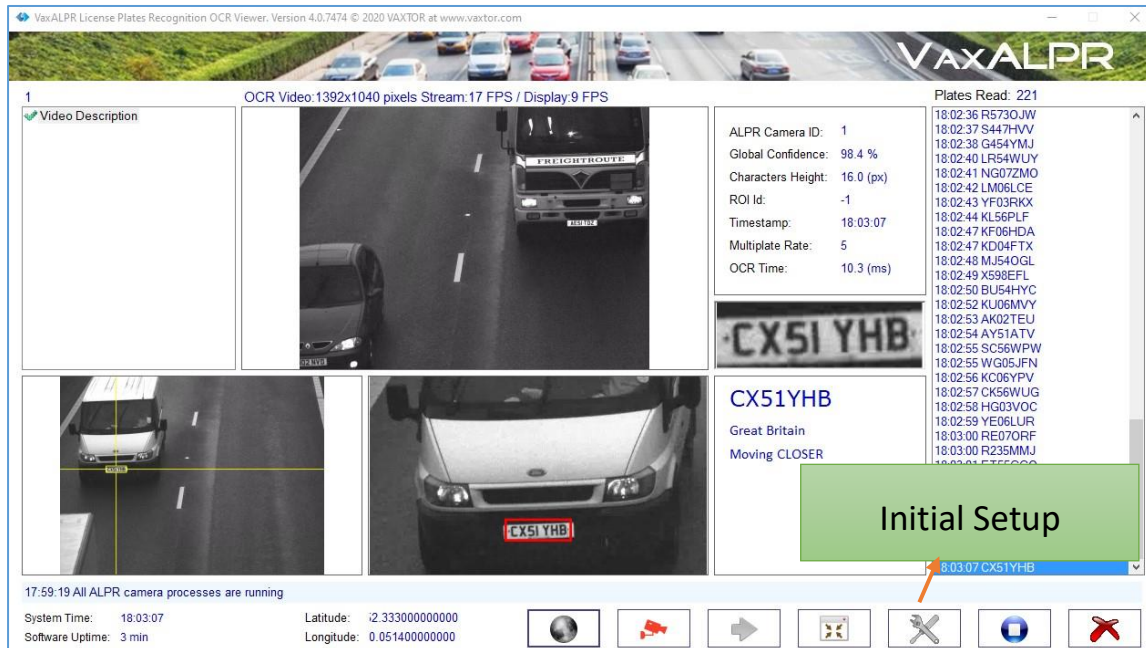 VaxALPR License Plates Recognition OCR Viewer. Version 4.0.7474 © 2020 VAXTOR at www.vaxtor.com
VAXALPR
1
OCR Video:1392x1040 pixels Stream:17 FPS / Display:9 FPS
Plates Read: 221
Video Description
FREIGHTROUTE
ALPR Camera ID: 1
Global Confidence: 98.4 %
Characters Height: 16.0 (px)
ROI Id: -1
Timestamp: 18:03:07
Multiplate Rate: 5
OCR Time: 10.3 (ms)
CX51 YHB
CX51YHB
Great Britain
Moving CLOSER
CX51 YHB
18:02:36 R573OJW
18:02:37 S447HVV
18:02:38 G454YMJ
18:02:40 LR54WUY
18:02:41 NG07ZMO
18:02:42 LM06LCE
18:02:43 YF03RKX
18:02:44 KL56PLF
18:02:47 KF06HDA
18:02:47 KD04FTX
18:02:48 MJ54OGL
18:02:49 X598EFL
18:02:50 BU54HYC
18:02:52 KU06MVY
18:02:53 AK02TEU
18:02:54 AY51ATV
18:02:55 SC56WPW
18:02:55 WG05JFN
18:02:56 KC06YPV
18:02:57 CK56WUG
18:02:58 HG03VOC
18:02:59 YE06LUR
18:03:00 RE07ORF
18:03:00 R235MMJ
Initial Setup
18:03:07 CX51YHB
17:59:19 All ALPR camera processes are running
System Time: 18:03:07
Latitude: 2.333000000000
Software Uptime: 3 min
Longitude: 0.051400000000